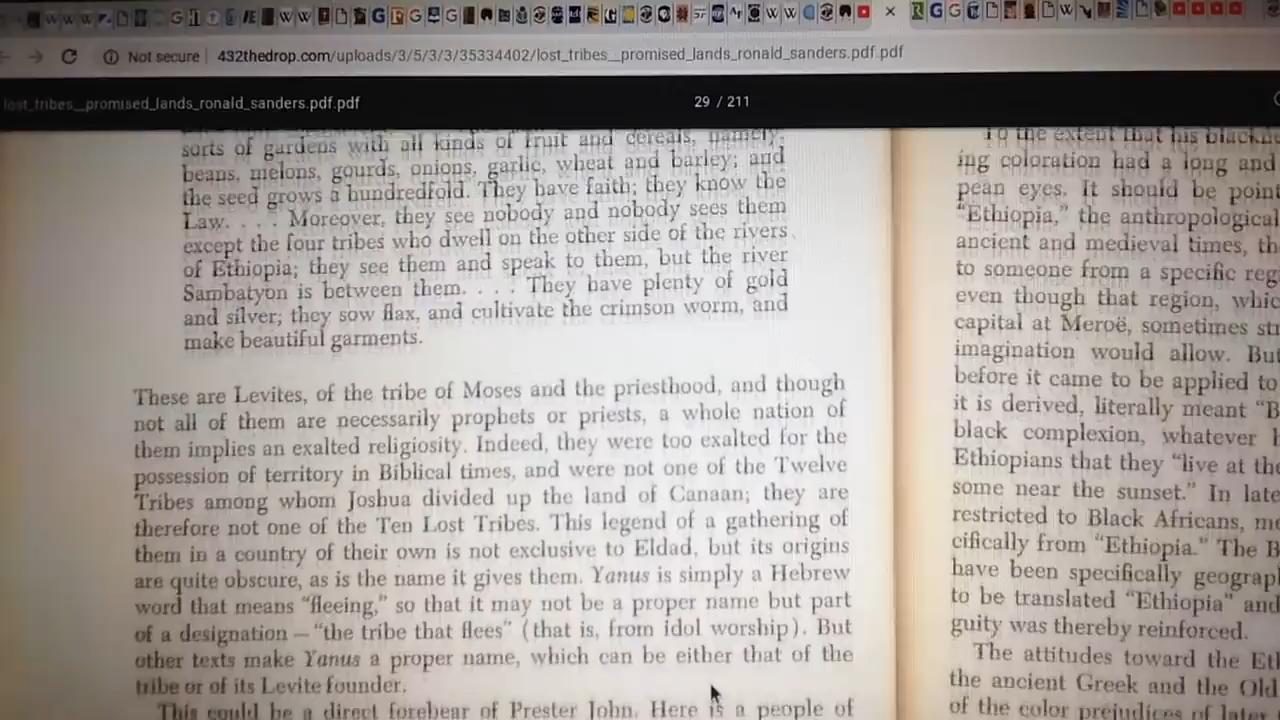 Not secure 432thedrop.com/uploads/3/5/3/3/35334402/lost_tribes__promised_lands_ronald_sanders.pdf.pdf
lost_tribes__promised_lands_ronald_sanders.pdf.pdf
29 / 211
sorts of gardens with all kinds of fruit and cereals, namely,
beans, melons, gourds, onions, garlic, wheat and barley; and
the seed grows a hundredfold. They have faith; they know the
Law. . . . Moreover, they see nobody and nobody sees them
except the four tribes who dwell on the other side of the rivers
of Ethiopia; they see them and speak to them, but the river
Sambatyon is between them. . . . They have plenty of gold
and silver; they sow flax, and cultivate the crimson worm, and
make beautiful garments.
These are Levites, of the tribe of Moses and the priesthood, and though
not all of them are necessarily prophets or priests, a whole nation of
them implies an exalted religiosity. Indeed, they were too exalted for the
possession of territory in Biblical times, and were not one of the Twelve
Tribes among whom Joshua divided up the land of Canaan; they are
therefore not one of the Ten Lost Tribes. This legend of a gathering of
them in a country of their own is not exclusive to Eldad, but its origins
are quite obscure, as is the name it gives them. Yanus is simply a Hebrew
word that means "fleeing," so that it may not be a proper name but part
of a designation—"the tribe that flees" (that is, from idol worship). But
other texts make Yanus a proper name, which can be either that of the
tribe or of its Levite founder.
This could be a direct forebear of Prester John. Here is a people of
To the extent that his
ing coloration had a long and
pean eyes. It should be
"Ethiopia," the anthropological
ancient and medieval times,
to someone from a specific
even though that region,
capital at Meroë, sometimes
imagination would allow. But
before it came to be applied to
it is derived, literally meant
black complexion, whatever
Ethiopians that they "live at
some near the sunset." In
restricted to Black Africans,
cifically from "Ethiopia." The
have been specifically
to be translated "Ethiopia" and
guity was thereby reinforced.
The attitudes toward the
the ancient Greek and the Old
of the color prejudices of later